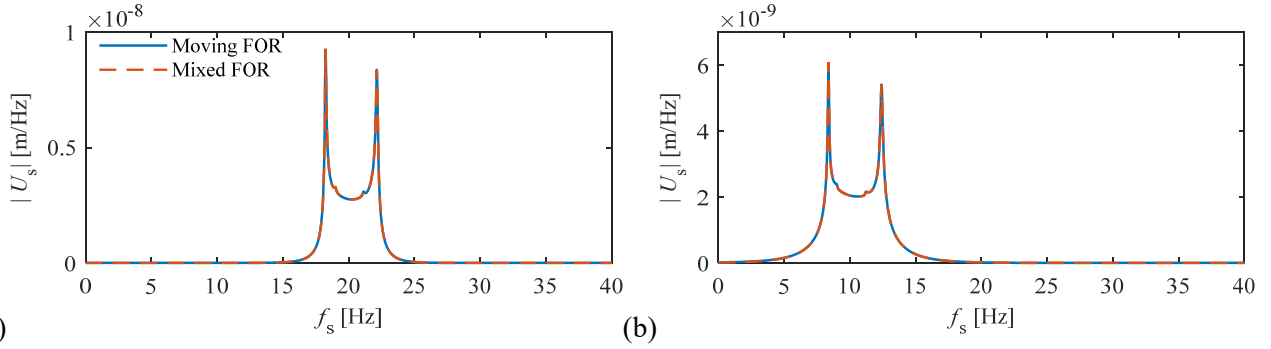 ×10⁻⁸
1
0.5
0
|U_s| [m/Hz]
Moving FOR
Mixed FOR
0 5 10 15 20 25 30 35 40
f_s [Hz]
)
×10⁻⁹
6
4
2
0
|U_s| [m/Hz]
0 5 10 15 20 25 30 35 40
f_s [Hz]
(b)